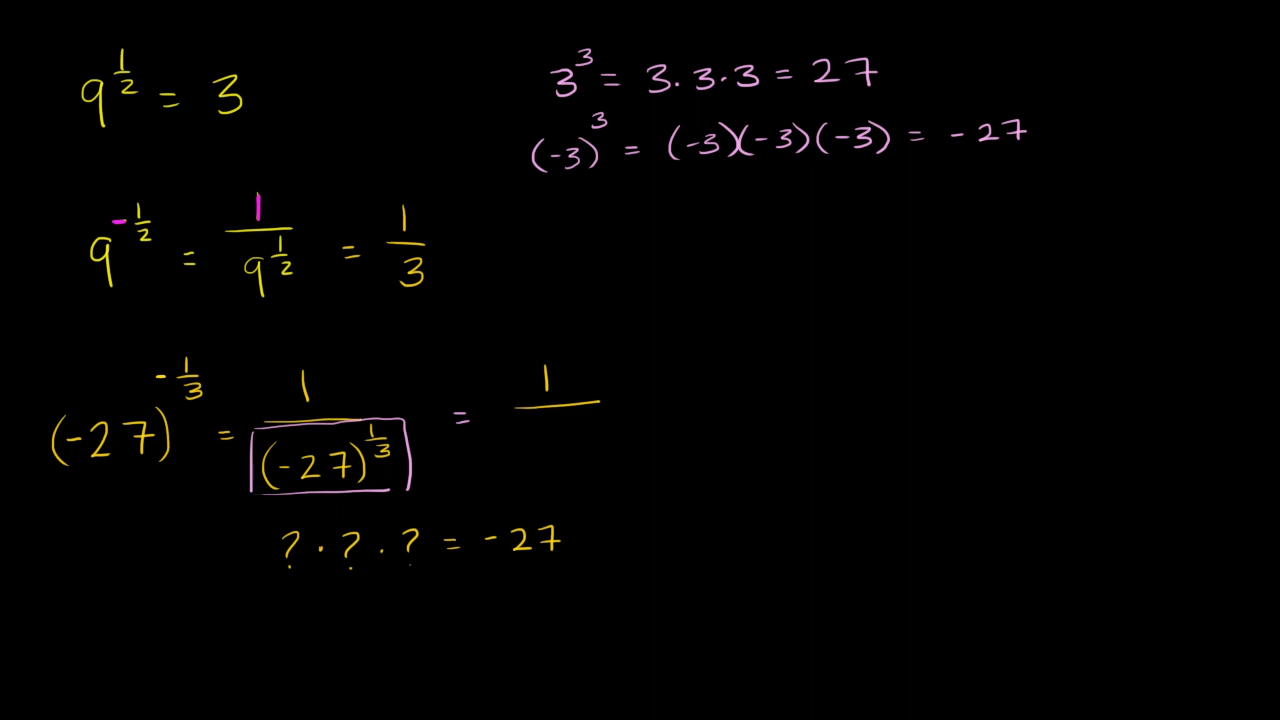 9^(1/2) = 3
3^3 = 3 · 3 · 3 = 27
(-3)^3 = (-3)(-3)(-3) = -27
9^(-1/2) = 1/9^(1/2) = 1/3
(-27)^(-1/3) = 1/(-27)^(1/3) = 1/
? · ? · ? = -27